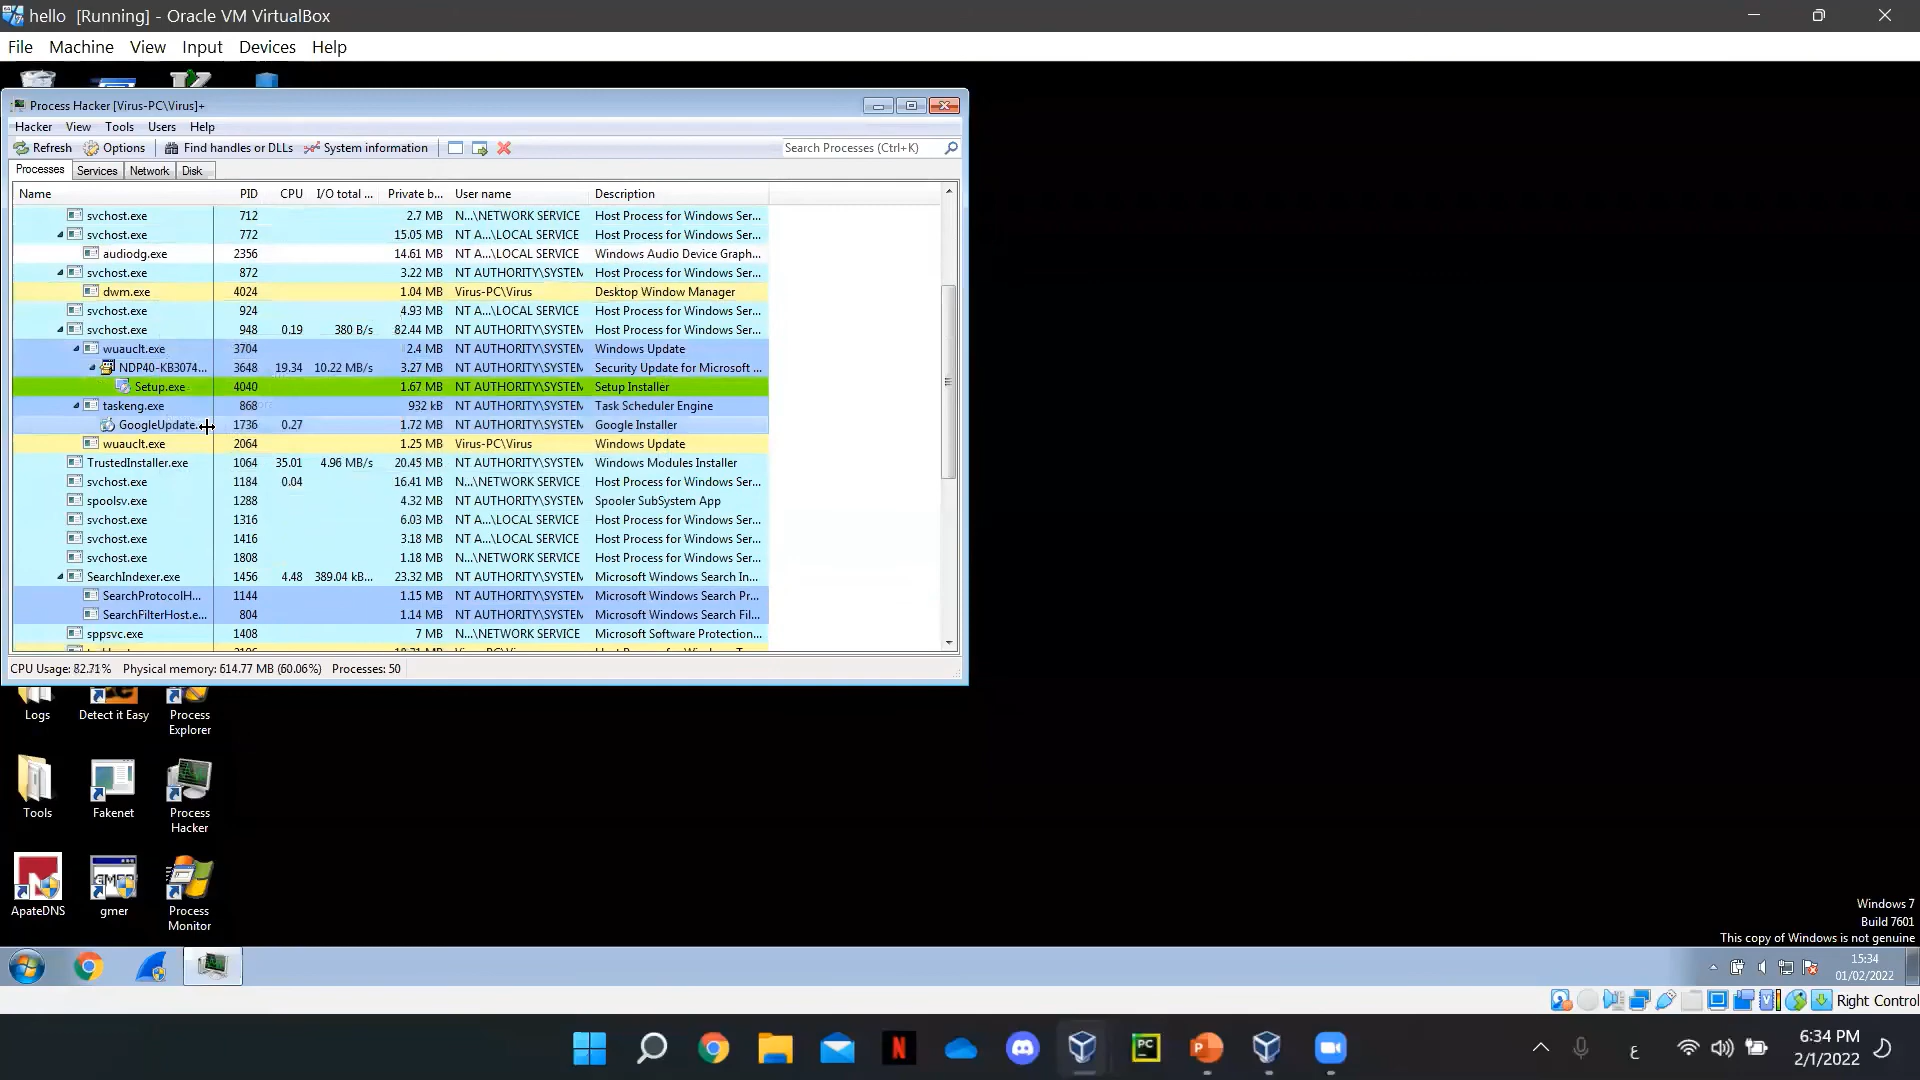 hello [Running] - Oracle VM VirtualBox
File Machine View Input Devices Help
Process Hacker [Virus-PC\Virus]+
Hacker View Tools Users Help
Refresh Options Find handles or DLLs System information Search Processes (Ctrl+K)
Processes Services Network Disk
Name PID CPU I/O total ... Private b... User name Description
svchost.exe 712 2.7 MB N...\NETWORK SERVICE Host Process for Windows Ser...
svchost.exe 772 15.05 MB NT A...\LOCAL SERVICE Host Process for Windows Ser...
audiodg.exe 2356 14.61 MB NT A...\LOCAL SERVICE Windows Audio Device Graph...
svchost.exe 872 3.22 MB NT AUTHORITY\SYSTEM Host Process for Windows Ser...
dwm.exe 4024 1.04 MB Virus-PC\Virus Desktop Window Manager
svchost.exe 924 4.93 MB NT A...\LOCAL SERVICE Host Process for Windows Ser...
svchost.exe 948 0.19 380 B/s 82.44 MB NT AUTHORITY\SYSTEM Host Process for Windows Ser...
wuauclt.exe 3704 2.4 MB NT AUTHORITY\SYSTEM Windows Update
NDP40-KB3074... 3648 19.34 10.22 MB/s 3.27 MB NT AUTHORITY\SYSTEM Security Update for Microsoft ...
Setup.exe 4040 1.67 MB NT AUTHORITY\SYSTEM Setup Installer
taskeng.exe 868 932 kB NT AUTHORITY\SYSTEM Task Scheduler Engine
GoogleUpdate. 1736 0.27 1.72 MB NT AUTHORITY\SYSTEM Google Installer
wuauclt.exe 2064 1.25 MB Virus-PC\Virus Windows Update
TrustedInstaller.exe 1064 35.01 4.96 MB/s 20.45 MB NT AUTHORITY\SYSTEM Windows Modules Installer
svchost.exe 1184 0.04 16.41 MB N...\NETWORK SERVICE Host Process for Windows Ser...
spoolsv.exe 1288 4.32 MB NT AUTHORITY\SYSTEM Spooler SubSystem App
svchost.exe 1316 6.03 MB NT A...\LOCAL SERVICE Host Process for Windows Ser...
svchost.exe 1416 3.18 MB NT A...\LOCAL SERVICE Host Process for Windows Ser...
svchost.exe 1808 1.18 MB N...\NETWORK SERVICE Host Process for Windows Ser...
SearchIndexer.exe 1456 4.48 389.04 kB... 23.32 MB NT AUTHORITY\SYSTEM Microsoft Windows Search In...
SearchProtocolH... 1144 1.15 MB NT AUTHORITY\SYSTEM Microsoft Windows Search Pr...
SearchFilterHost.e... 804 1.14 MB NT AUTHORITY\SYSTEM Microsoft Windows Search Fil...
sppsvc.exe 1408 7 MB N...\NETWORK SERVICE Microsoft Software Protection...
CPU Usage: 82.71% Physical memory: 614.77 MB (60.06%) Processes: 50
Logs Detect it Easy Process Explorer
Tools Fakenet Process Hacker
GMER
ApateDNS gmer Process Monitor
Windows 7
Build 7601
This copy of Windows is not genuine
15:34
01/02/2022
Right Control
N PC P ع 6:34 PM
2/1/2022